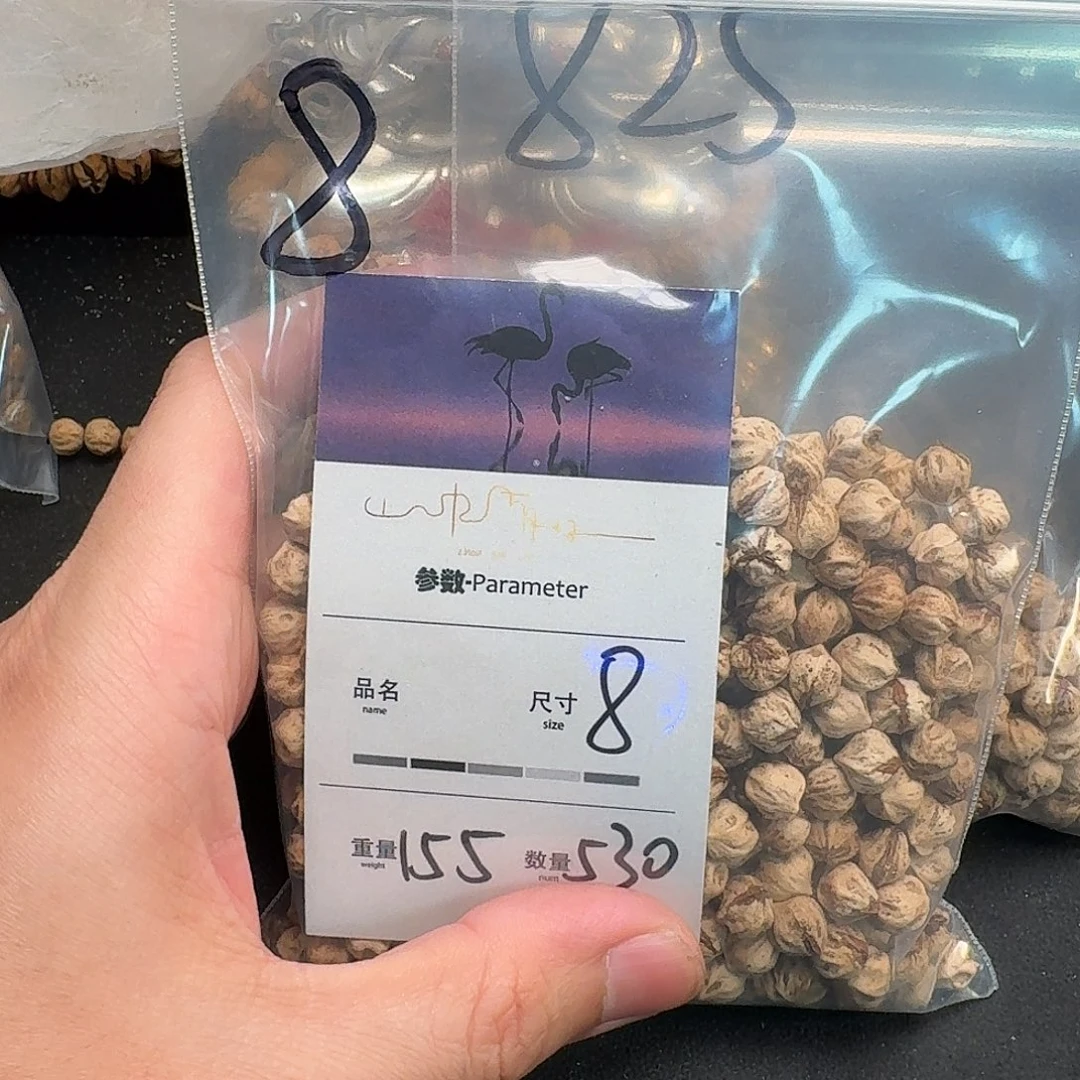 8
825
参数-Parameter
品名
name
尺寸 8
size
重量 155 数量 530
weight num